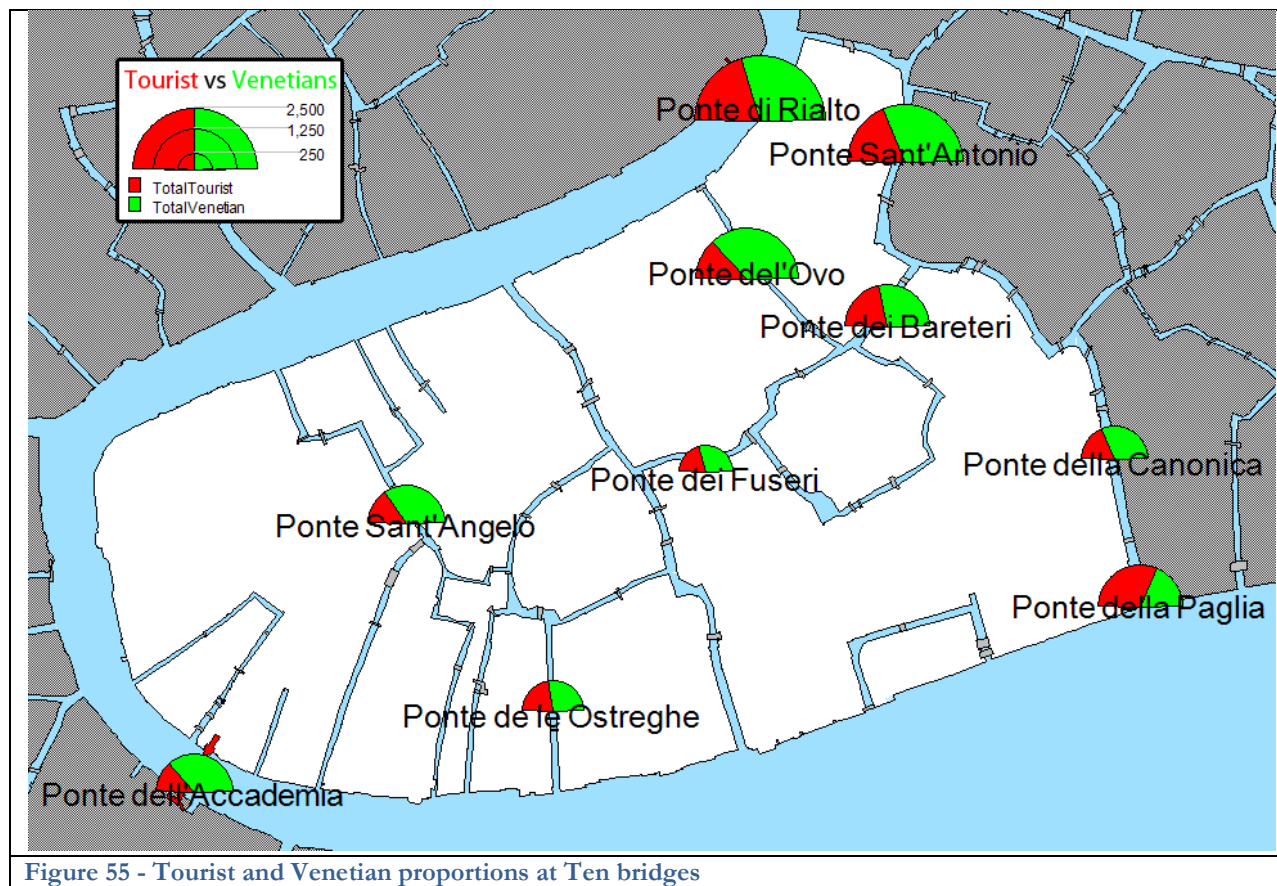 Tourist vs Venetians
2,500
1,250
250
TotalTourist
TotalVenetian
Ponte di Rialto
Ponte Sant'Antonio
Ponte del'Ovo
Ponte dei Bareteri
Ponte della Canonica
Ponte dei Fuseri
Ponte Sant'Angelo
Ponte della Paglia
Ponte de le Ostreghe
Ponte dell'Accademia
Figure 55 - Tourist and Venetian proportions at Ten bridges